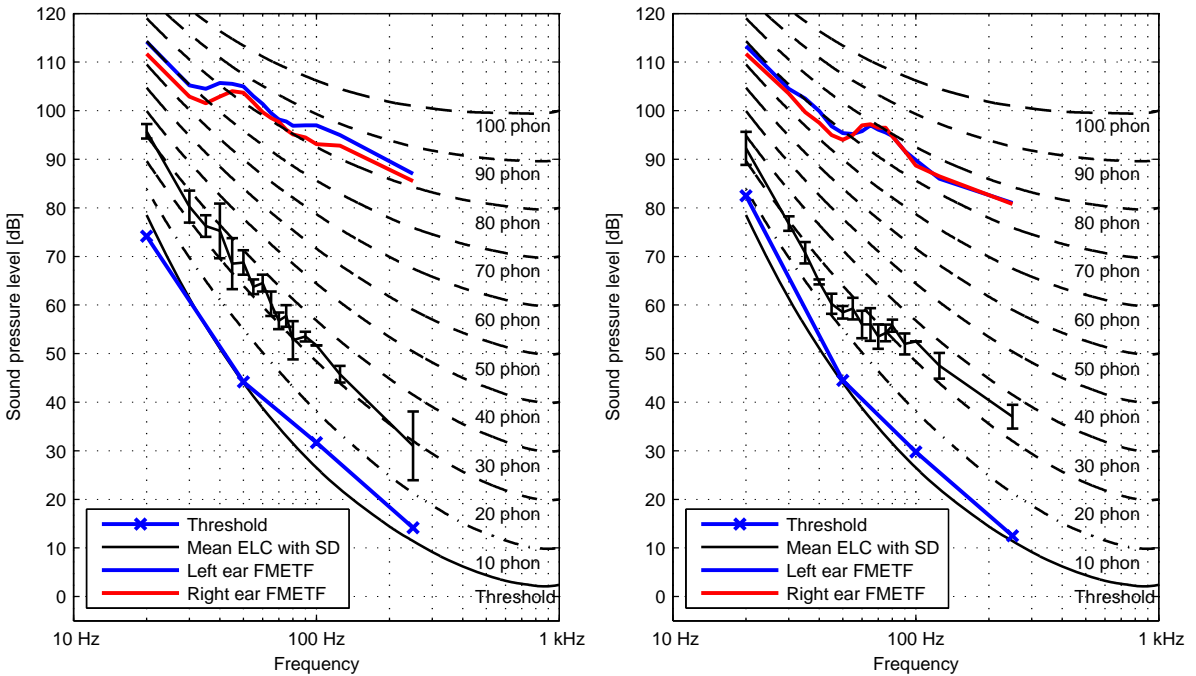 120
110
100
90
80
70
60
50
40
30
20
10
0
Sound pressure level [dB]
100 phon
90 phon
80 phon
70 phon
60 phon
50 phon
40 phon
30 phon
20 phon
10 phon
Threshold
Threshold
Mean ELC with SD
Left ear FMETF
Right ear FMETF
10 Hz
100 Hz
1 kHz
Frequency
120
110
100
90
80
70
60
50
40
30
20
10
0
Sound pressure level [dB]
100 phon
90 phon
80 phon
70 phon
60 phon
50 phon
40 phon
30 phon
20 phon
10 phon
Threshold
Threshold
Mean ELC with SD
Left ear FMETF
Right ear FMETF
10 Hz
100 Hz
1 kHz
Frequency